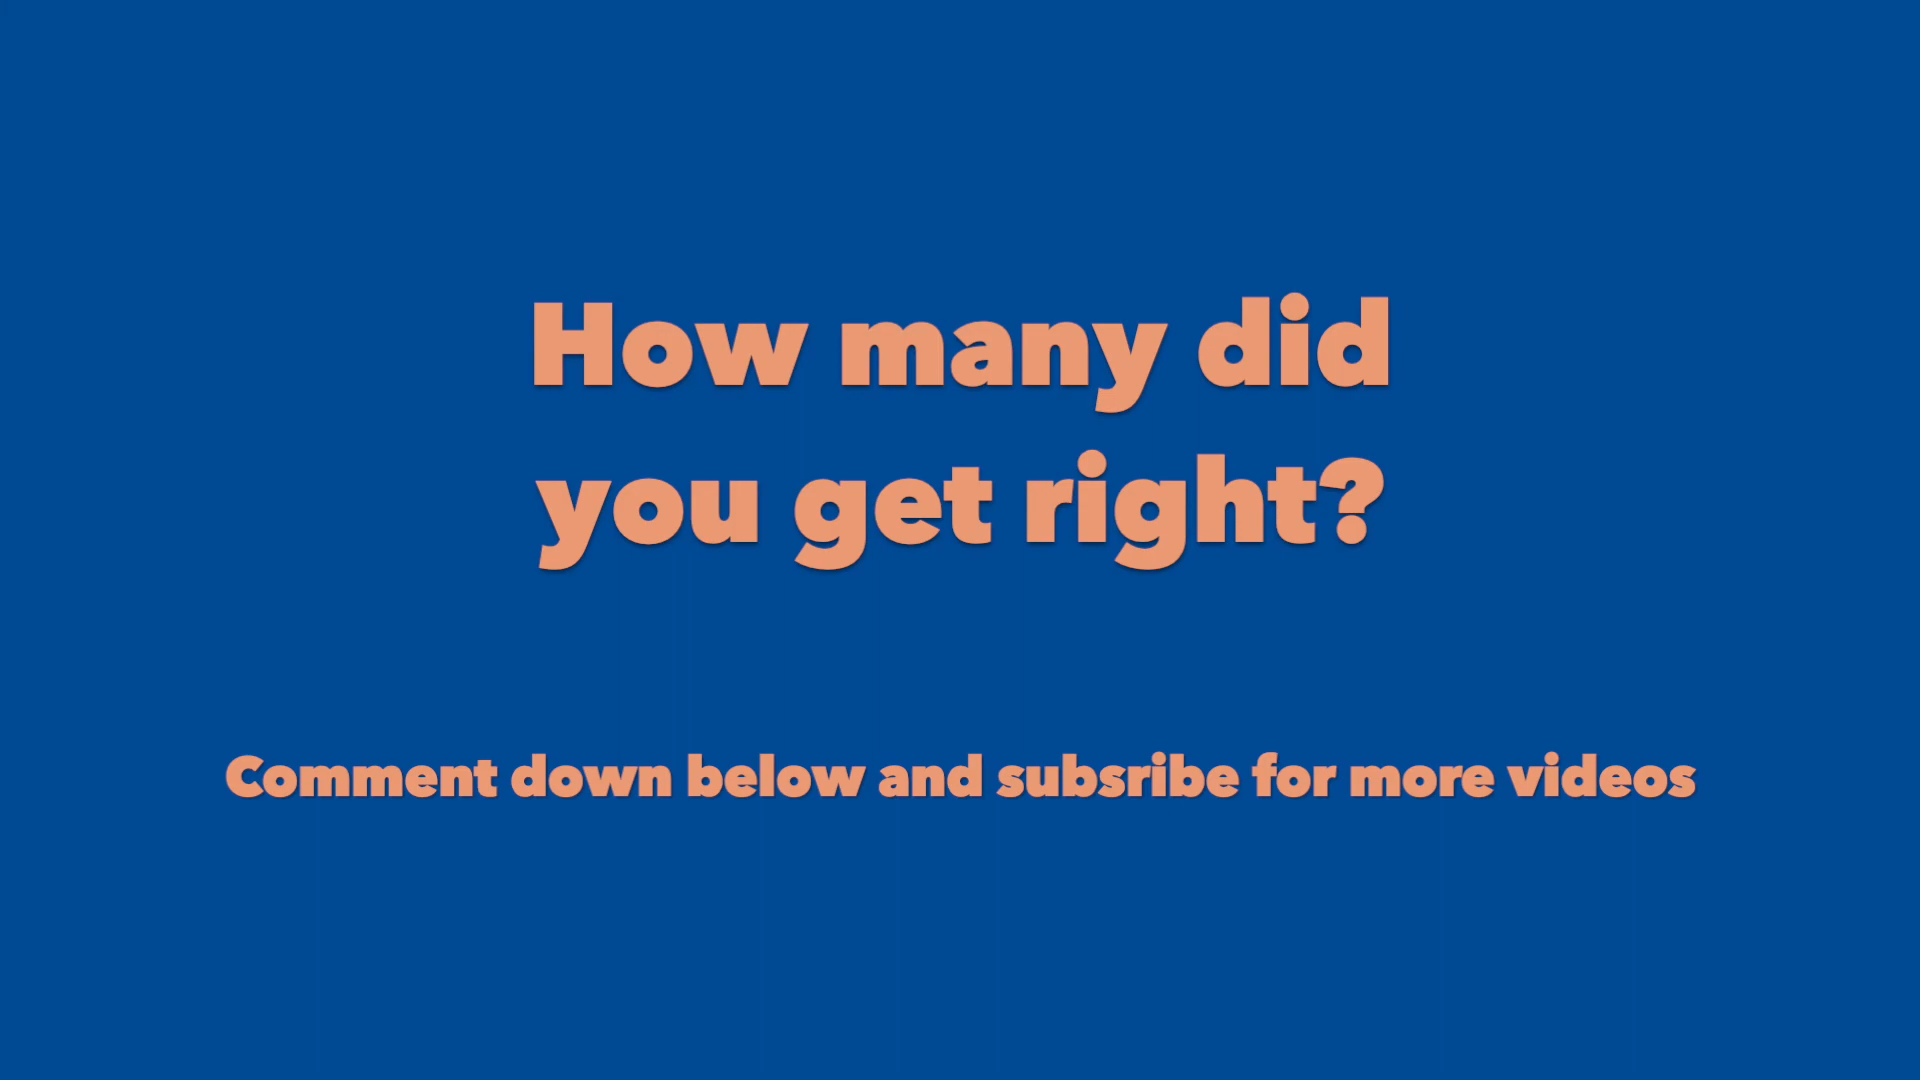 How many did
you get right?
Comment down below and subsribe for more videos